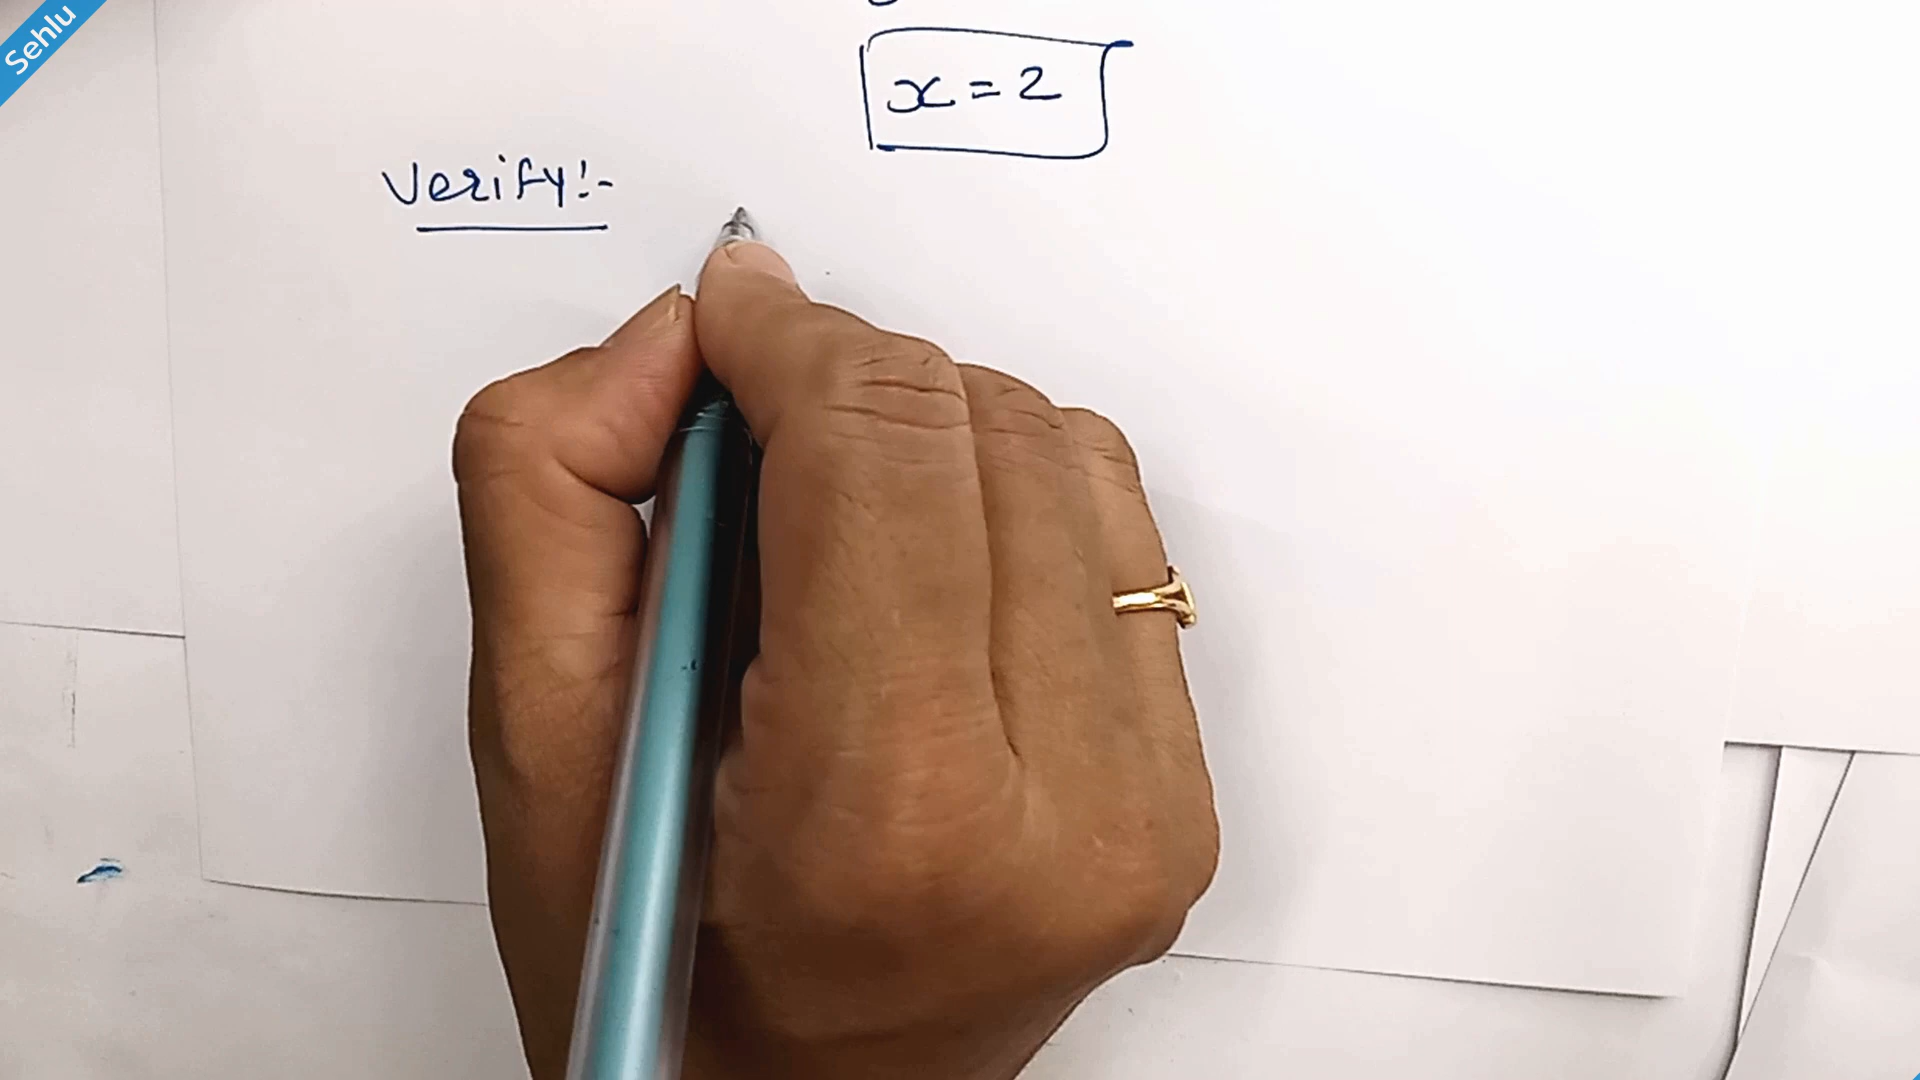 Sehlu
x = 2
Verify:-